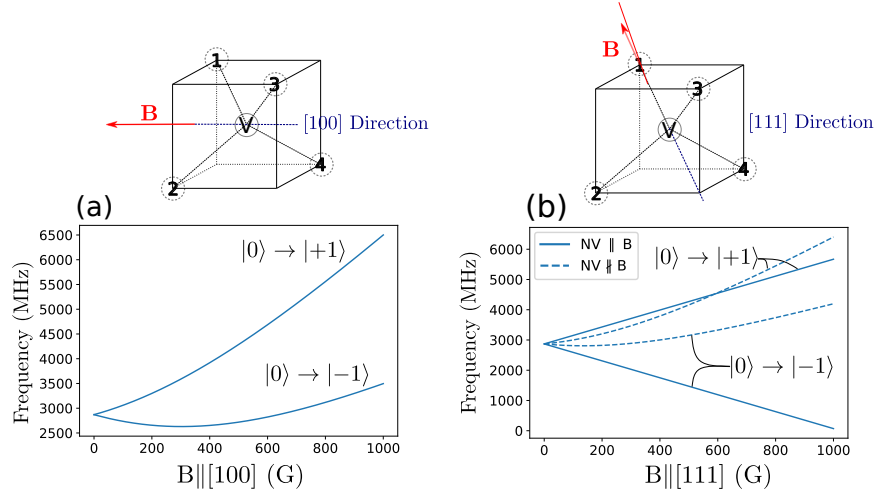 1
3
B
V
[100] Direction
2
4
(a)
6500
6000
5500
5000
4500
4000
3500
3000
2500
Frequency (MHz)
|0⟩ → |+1⟩
|0⟩ → |−1⟩
0
200
400
600
800
1000
B∥[100] (G)
B
1
3
V
[111] Direction
2
4
(b)
NV ∥ B
NV ∦ B
6000
5000
4000
3000
2000
1000
0
Frequency (MHz)
|0⟩ → |+1⟩
|0⟩ → |−1⟩
0
200
400
600
800
1000
B∥[111] (G)